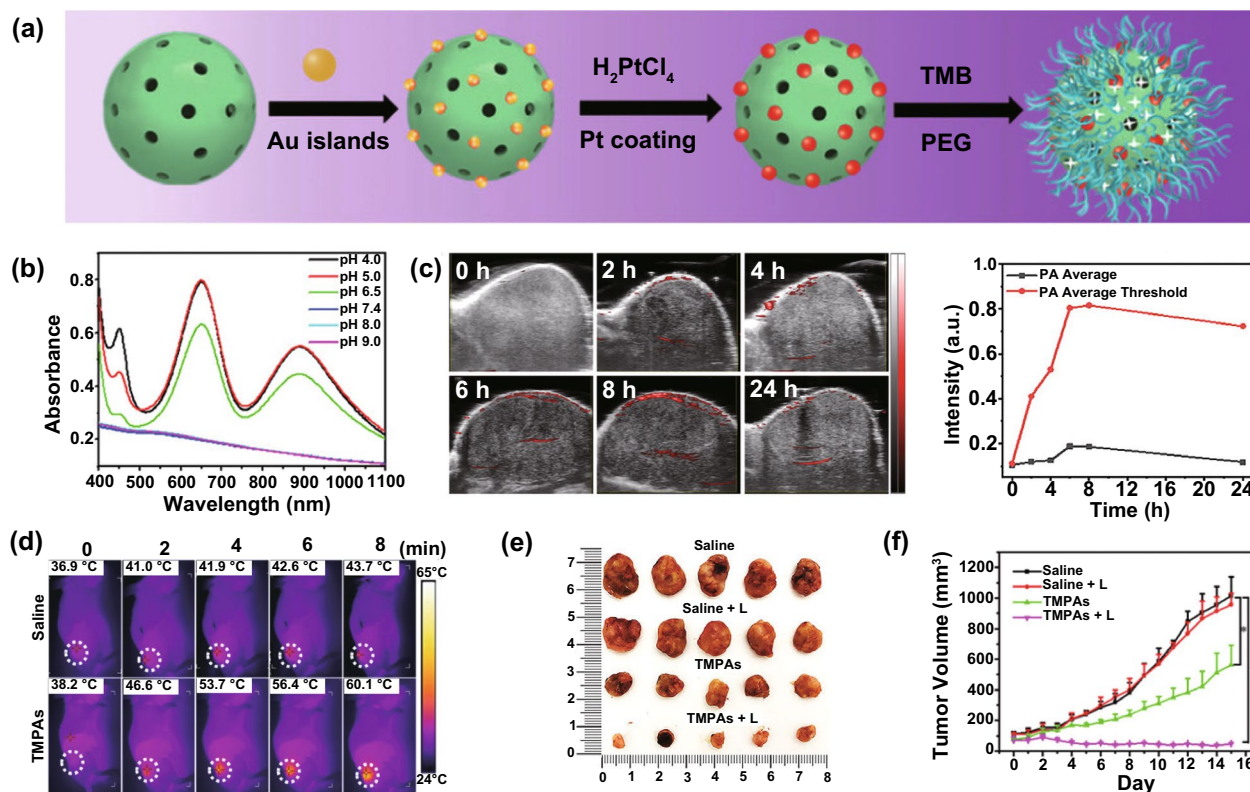 (a)
Au islands
H₂PtCl₄
Pt coating
TMB
PEG
(b)
pH 4.0
pH 5.0
pH 6.5
pH 7.4
pH 8.0
pH 9.0
0.8
0.6
0.4
0.2
Absorbance
400 500 600 700 800 900 1000 1100
Wavelength (nm)
(c)
0 h
2 h
4 h
6 h
8 h
24 h
PA Average
PA Average Threshold
1.0
0.8
0.6
0.4
0.2
Intensity (a.u.)
0 4 8 12 16 20 24
Time (h)
(d)
0 2 4 6 8 (min)
Saline
36.9 °C 41.0 °C 41.9 °C 42.6 °C 43.7 °C
65°C
TMPAs
38.2 °C 46.6 °C 53.7 °C 56.4 °C 60.1 °C
24°C
(e)
Saline
Saline + L
TMPAs
TMPAs + L
7
6
5
4
3
2
1
0
0 1 2 3 4 5 6 7 8
(f)
Saline
Saline + L
TMPAs
TMPAs + L
1200
1000
800
600
400
200
0
Tumor Volume (mm³)
0 2 4 6 8 10 12 14 16
Day
*